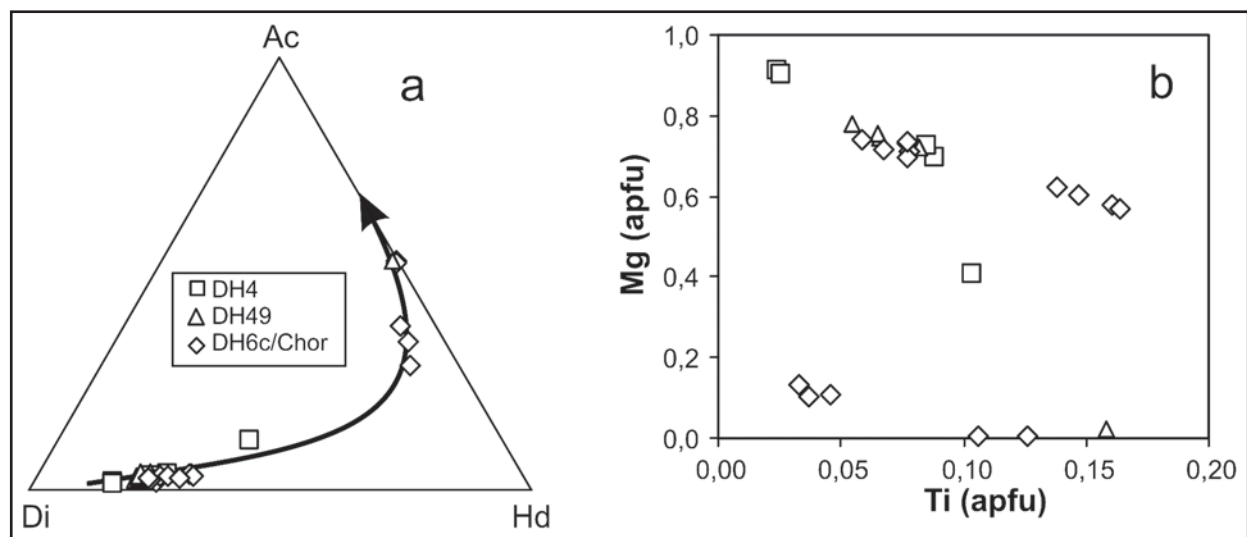 Ac
a
DH4
DH49
DH6c/Chor
Di
Hd
b
1,0
0,8
0,6
0,4
0,2
0,0
Mg (apfu)
0,00
0,05
0,10
0,15
0,20
Ti (apfu)